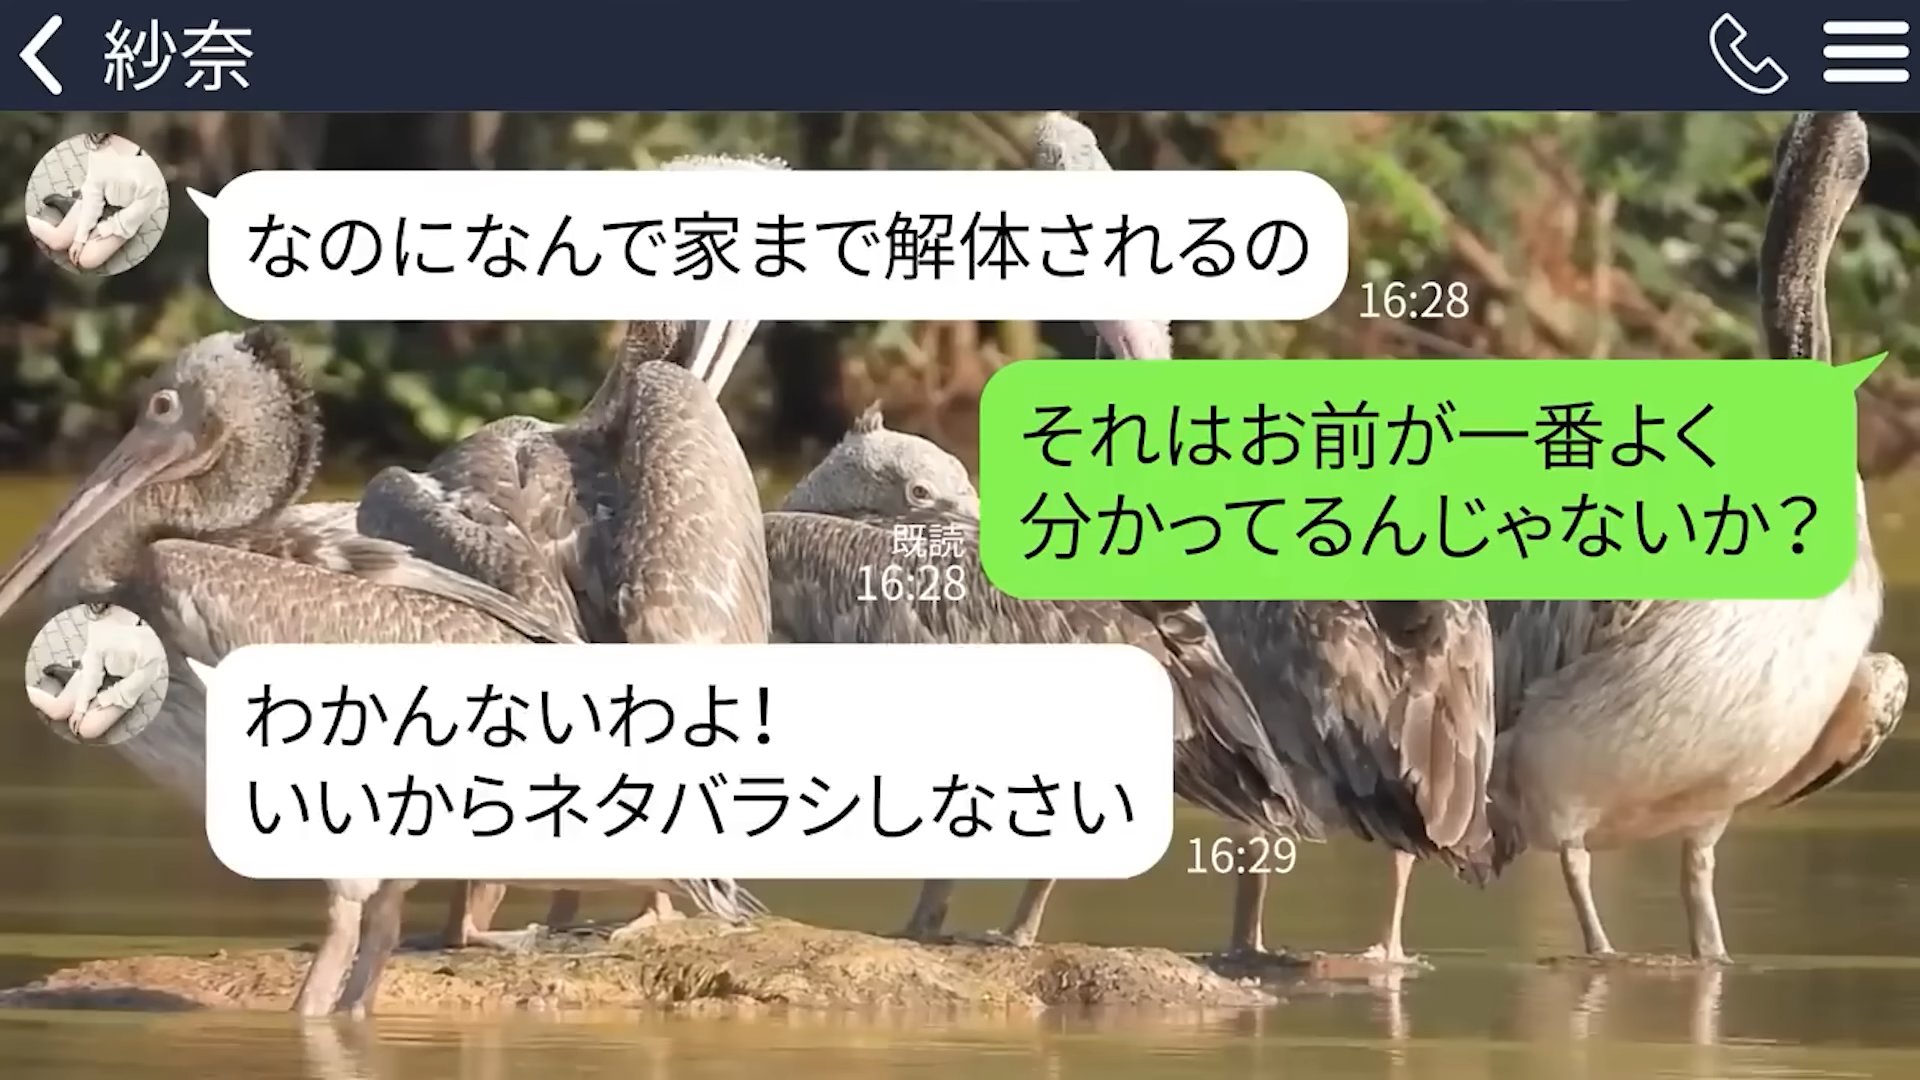 紗奈
なのになんで家まで解体されるの
16:28
それはお前が一番よく
分かってるんじゃないか？
既読
16:28
わかんないわよ！
いいからネタバラシしなさい
16:29